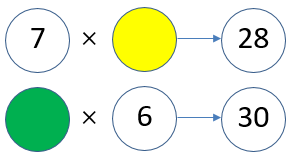 7 × → 28
× 6 → 30